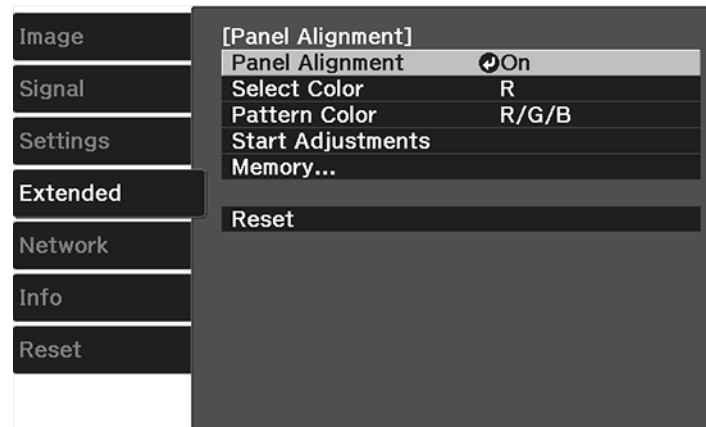 Image
Signal
Settings
Extended
Network
Info
Reset
[Panel Alignment]
Panel Alignment On
Select Color R
Pattern Color R/G/B
Start Adjustments
Memory...
Reset